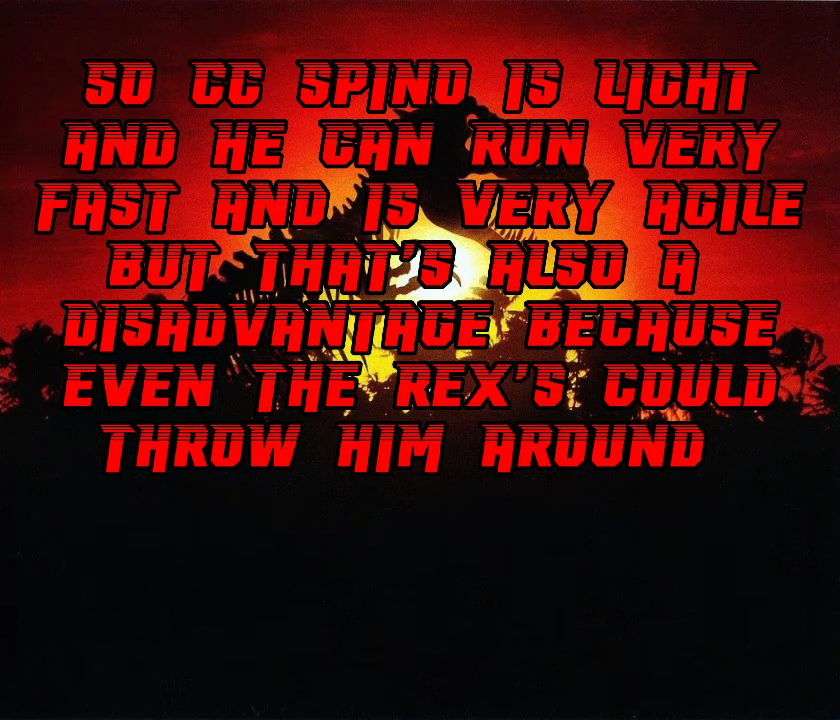 SO CC SPINO IS LIGHT
AND HE CAN RUN VERY
FAST AND IS VERY AGILE
BUT THAT'S ALSO A
DISADVANTAGE BECAUSE
EVEN THE REX'S COULD
THROW HIM AROUND